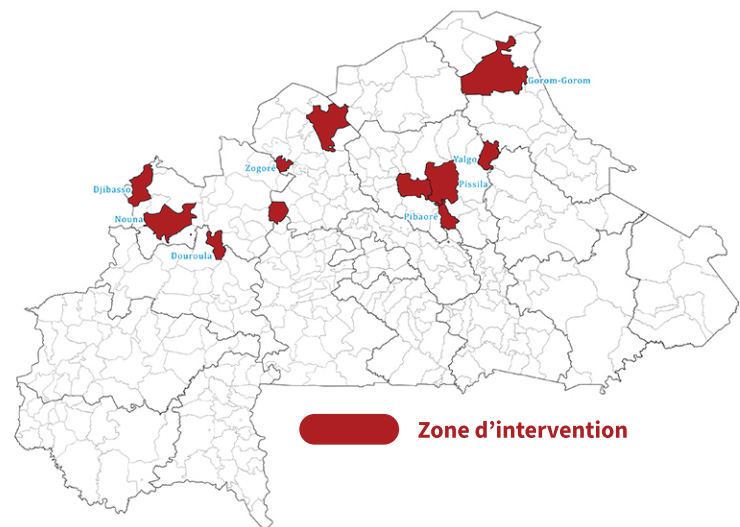 Gorom-Gorom
Yalgo
Zogoré
Pissila
Djibasso
Pibaoré
Nouna
Douroula
Zone d'intervention